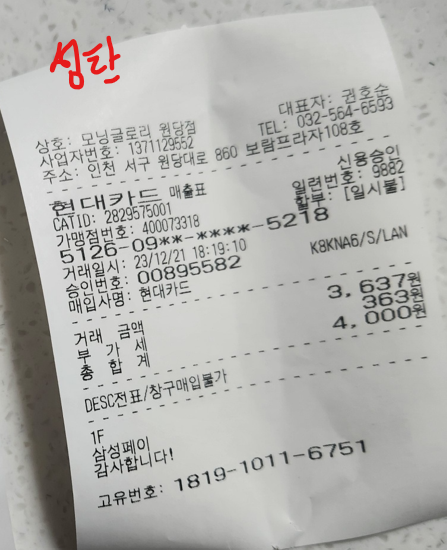 성탄
대표자: 권호순
상호: 모닝글로리 원당점
사업자번호: 1371129552 TEL: 032-564-6593
주소: 인천 서구 원당대로 860 보람프라자108호
현대카드 매출표 신용승인
CATID: 2829575001 일련번호: 9882
가맹점번호: 400073318 할부: [일시불]
5126-09**-****-5218
거래일시: 23/12/21 18:19:10
승인번호: 00895582 K8KNA6/S/LAN
매입사명: 현대카드
거래 금액 3,637원
부 가 세 363원
총 합 계 4,000원
DESC전표/창구매입불가
1F
삼성페이
감사합니다!
고유번호: 1819-1011-6751